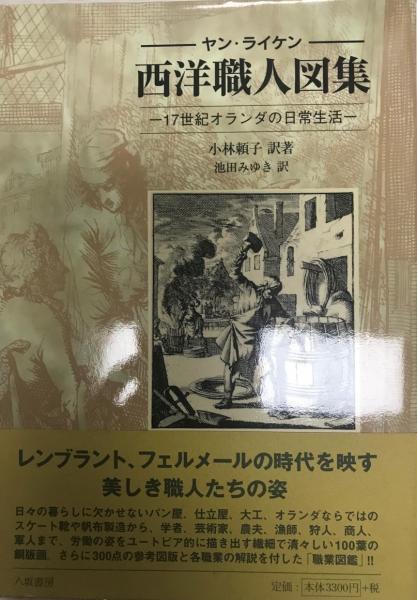 ヤン・ライケン
西洋職人図集
―17世紀オランダの日常生活―
小林頼子 訳著
池田みゆき 訳
レンブラント、フェルメールの時代を映す
美しき職人たちの姿
日々の暮らしに欠かせないパン屋、仕立屋、大工、オランダならではの
スケート靴や帆布製造から、学者、芸術家、農夫、漁師、狩人、商人、
軍人まで、労働の姿をユートピア的に描き出す繊細で清々しい100葉の
銅版画。さらに300点の参考図版と各職業の解説を付した「職業図鑑」!!
八坂書房
定価:本体3300円+税